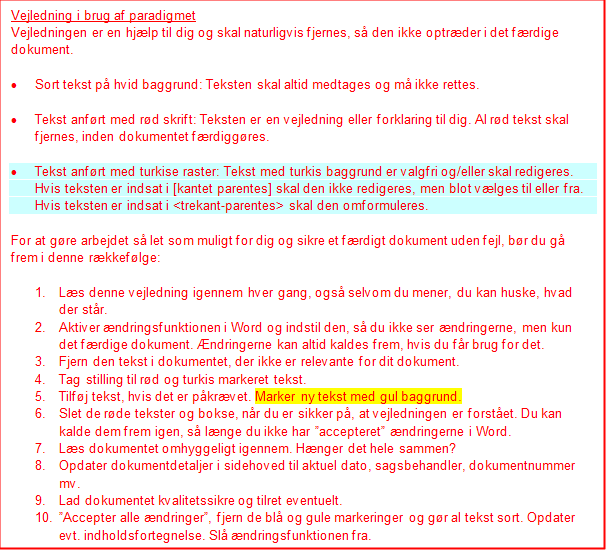 Vejledning i brug af paradigmet
Vejledningen er en hjælp til dig og skal naturligvis fjernes, så den ikke optræder i det færdige
dokument.
• Sort tekst på hvid baggrund: Teksten skal altid medtages og må ikke rettes.
• Tekst anført med rød skrift: Teksten er en vejledning eller forklaring til dig. Al rød tekst skal
fjernes, inden dokumentet færdiggøres.
• Tekst anført med turkise raster: Tekst med turkis baggrund er valgfri og/eller skal redigeres.
Hvis teksten er indsat i [kantet parentes] skal den ikke redigeres, men blot vælges til eller fra.
Hvis teksten er indsat i <trekant-parentes> skal den omformuleres.
For at gøre arbejdet så let som muligt for dig og sikre et færdigt dokument uden fejl, bør du gå
frem i denne rækkefølge:
1. Læs denne vejledning igennem hver gang, også selvom du mener, du kan huske, hvad
der står.
2. Aktiver ændringsfunktionen i Word og indstil den, så du ikke ser ændringerne, men kun
det færdige dokument. Ændringerne kan altid kaldes frem, hvis du får brug for det.
3. Fjern den tekst i dokumentet, der ikke er relevante for dit dokument.
4. Tag stilling til rød og turkis markeret tekst.
5. Tilføj tekst, hvis det er påkrævet. Marker ny tekst med gul baggrund.
6. Slet de røde tekster og bokse, når du er sikker på, at vejledningen er forstået. Du kan
kalde dem frem igen, så længe du ikke har ”accepteret” ændringerne i Word.
7. Læs dokumentet omhyggeligt igennem. Hænger det hele sammen?
8. Opdater dokumentdetaljer i sidehoved til aktuel dato, sagsbehandler, dokumentnummer
mv.
9. Lad dokumentet kvalitetssikre og tilret eventuelt.
10. ”Accepter alle ændringer”, fjern de blå og gule markeringer og gør al tekst sort. Opdater
evt. indholdsfortegnelse. Slå ændringsfunktionen fra.